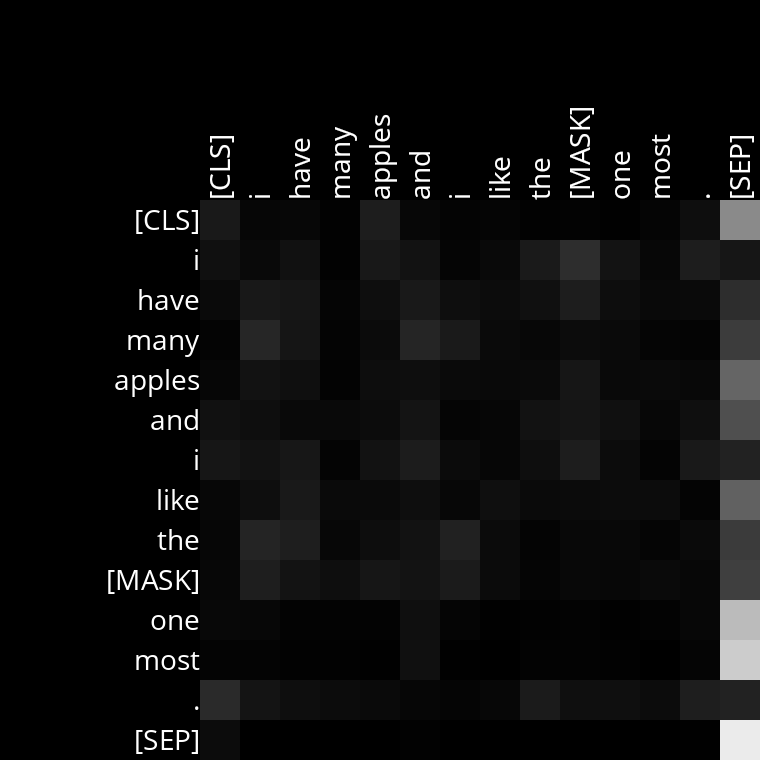 [CLS] i have many apples and i like the [MASK] one most . [SEP]
[CLS]
i
have
many
apples
and
i
like
the
[MASK]
one
most
.
[SEP]